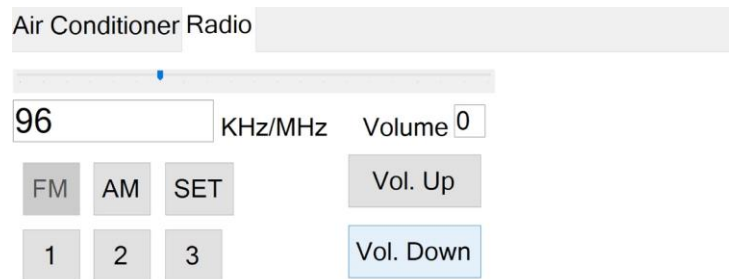 Air Conditioner Radio
96 KHz/MHz Volume 0
FM AM SET Vol. Up
1 2 3 Vol. Down